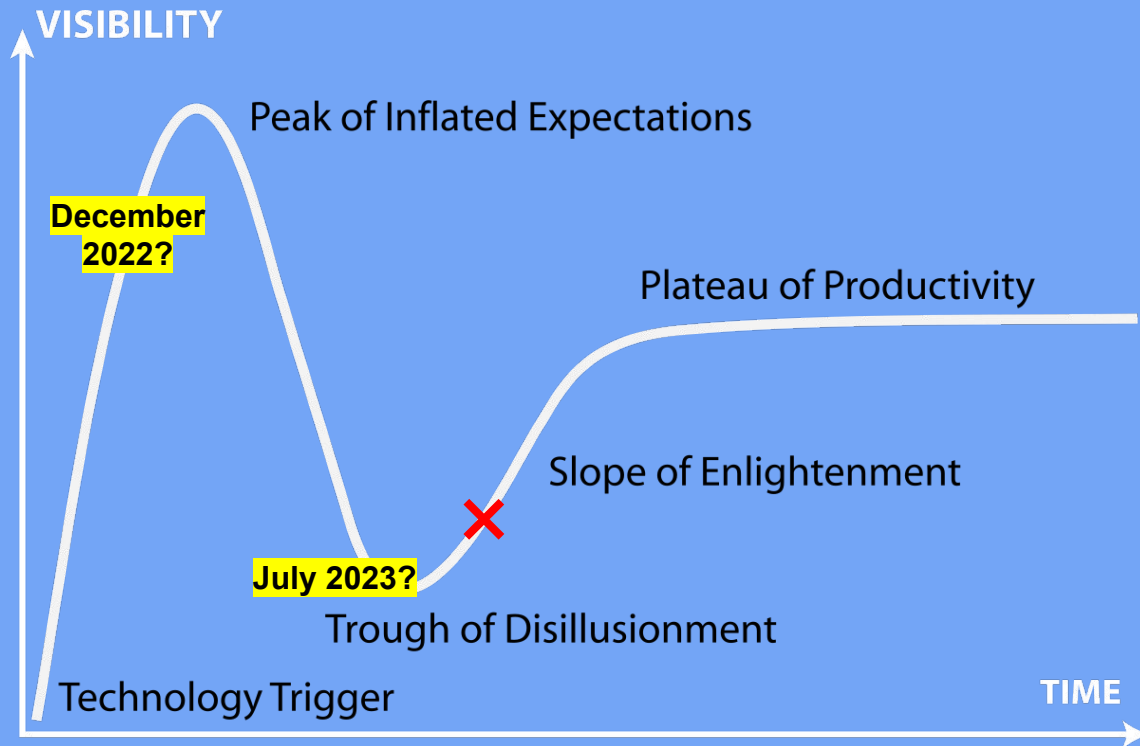 VISIBILITY
Peak of Inflated Expectations
December
2022?
Plateau of Productivity
Slope of Enlightenment
July 2023?
Trough of Disillusionment
Technology Trigger
TIME